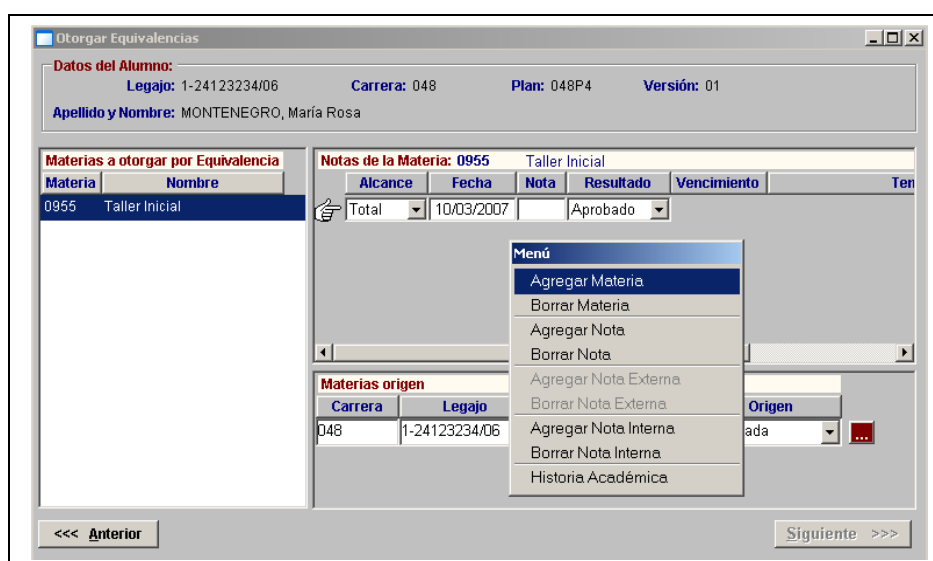 Otorgar Equivalencias
Datos del Alumno:
Legajo: 1-24123234/06 Carrera: 048 Plan: 048P4 Versión: 01
Apellido y Nombre: MONTENEGRO, María Rosa
Materias a otorgar por Equivalencia
Materia Nombre
0955 Taller Inicial
Notas de la Materia: 0955 Taller Inicial
Alcance Fecha Nota Resultado Vencimiento Ten
Total 10/03/2007 Aprobado
Menú
Agregar Materia
Borrar Materia
Agregar Nota
Borrar Nota
Agregar Nota Externa
Borrar Nota Externa
Agregar Nota Interna
Borrar Nota Interna
Historia Académica
Materias origen
Carrera Legajo Origen
048 1-24123234/06 ada ...
<<< Anterior
Siguiente >>>